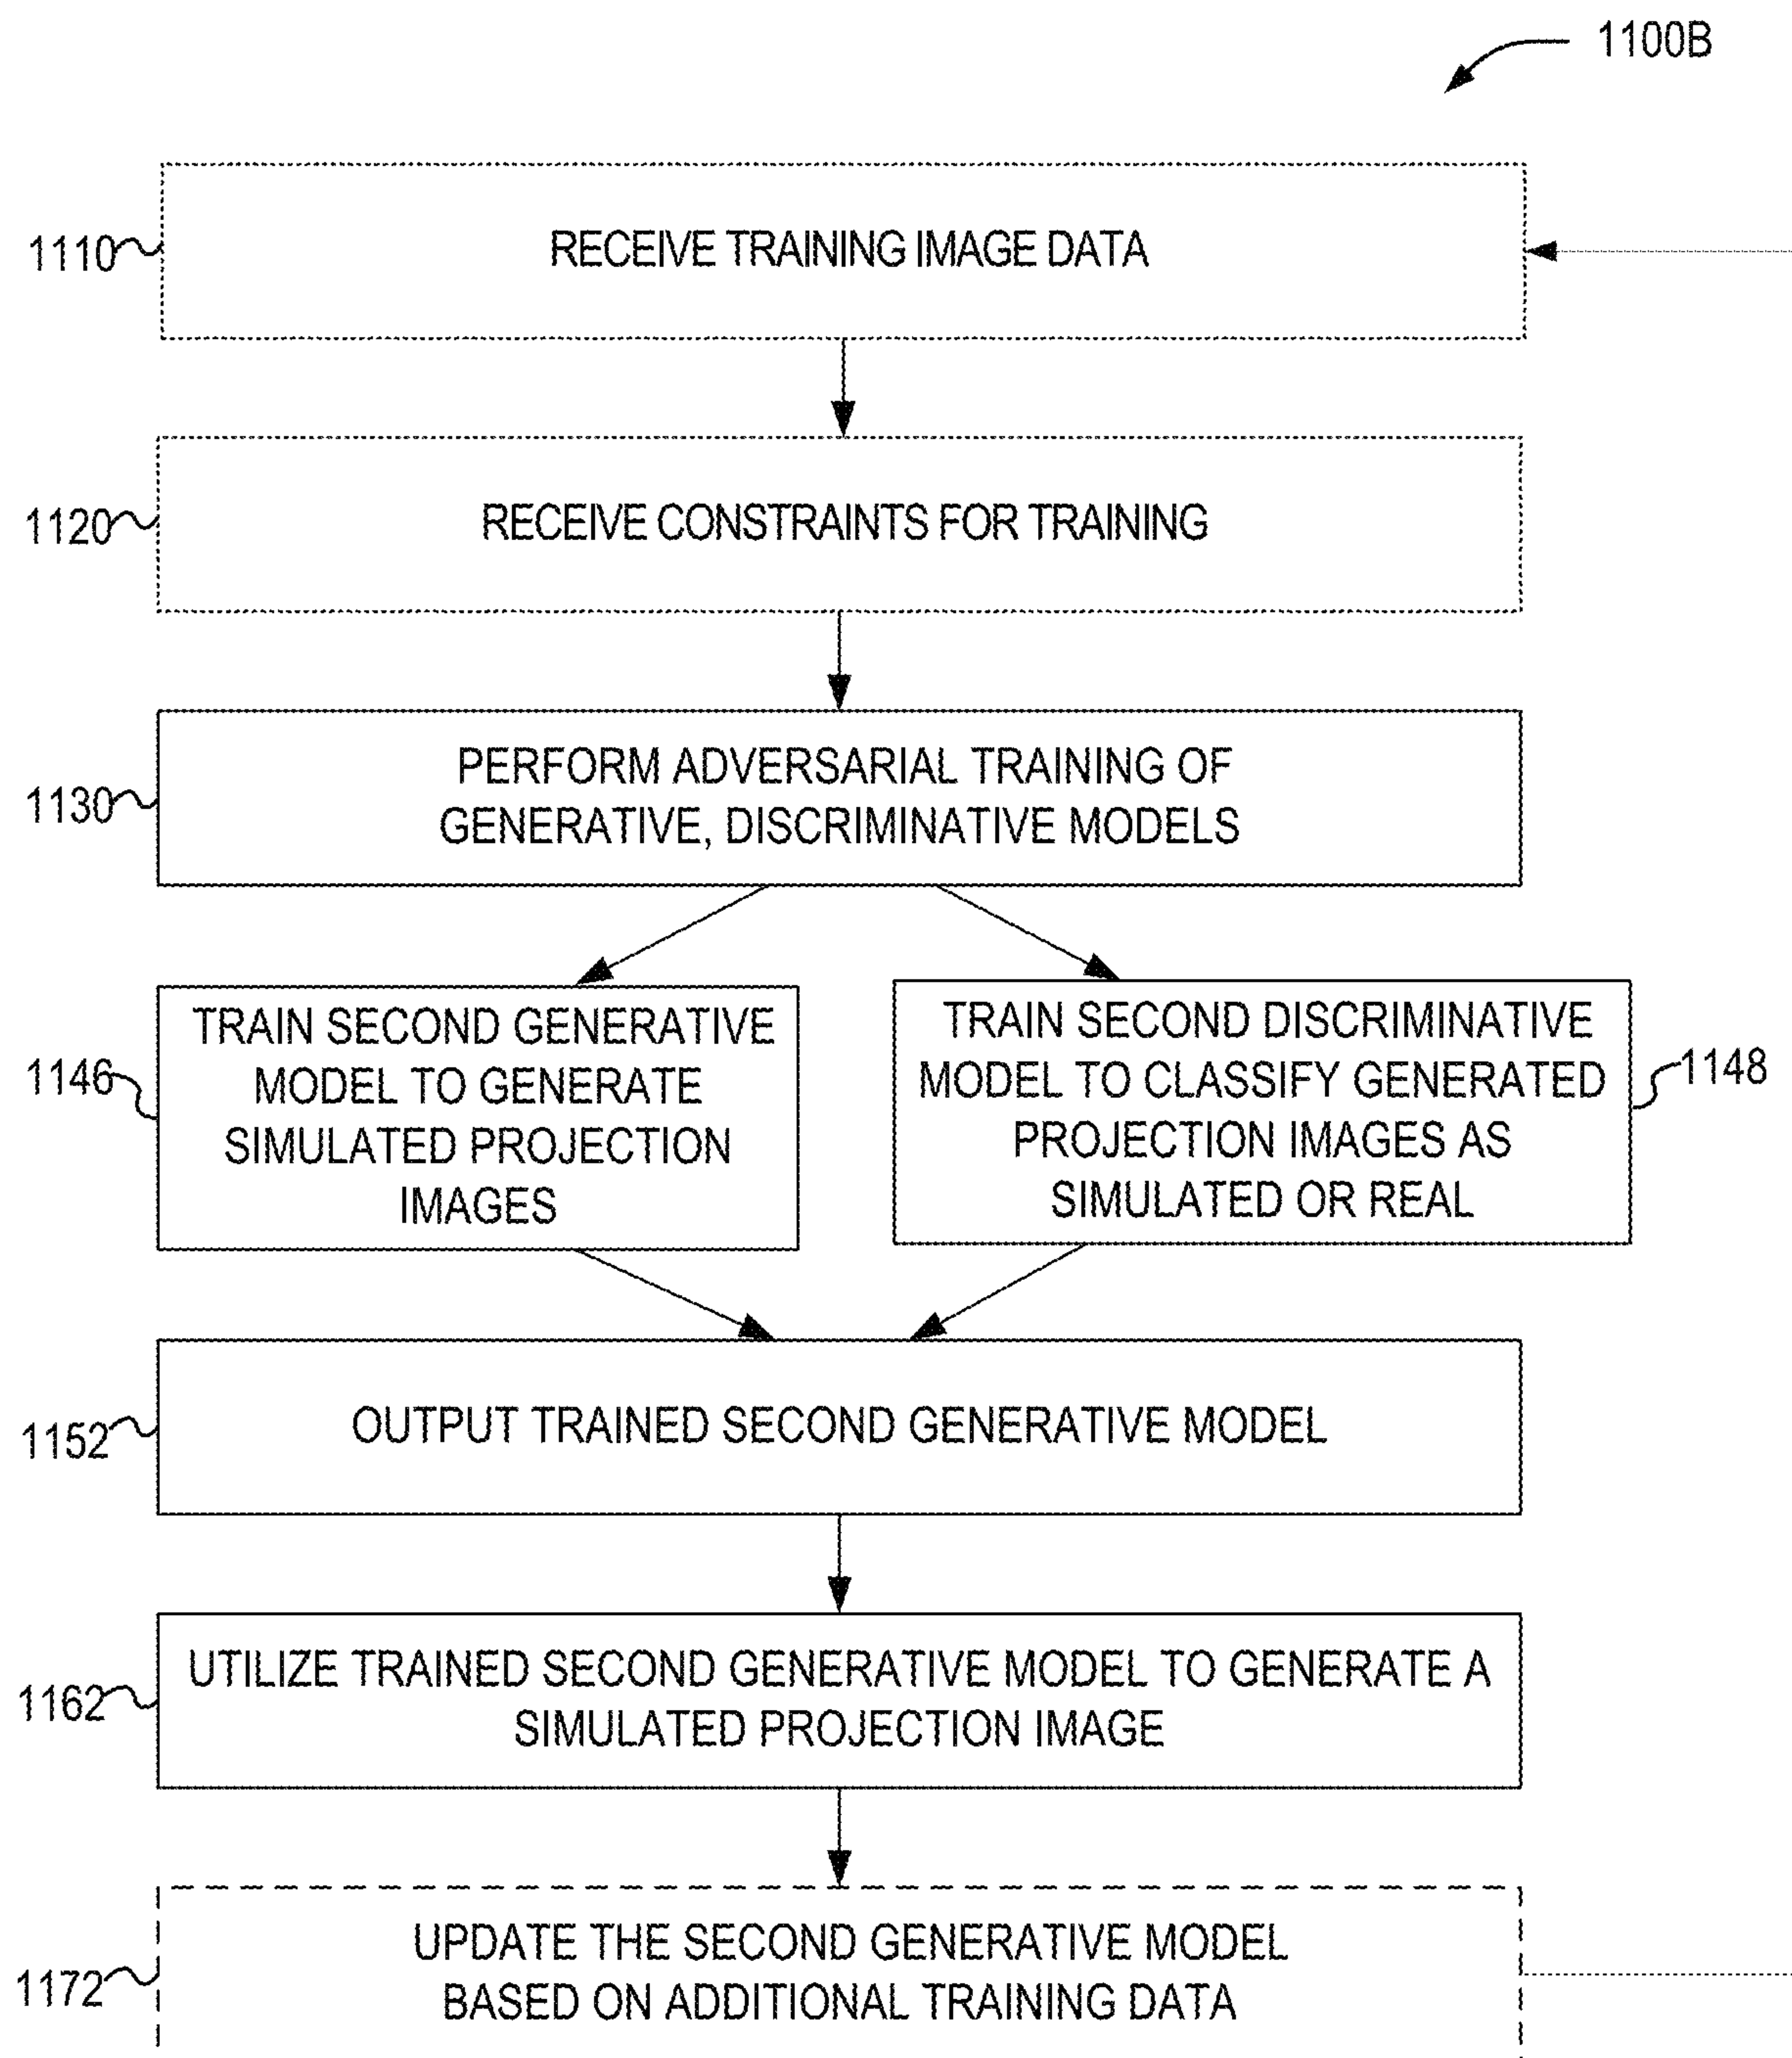 1100B
1110
RECEIVE TRAINING IMAGE DATA
1120
RECEIVE CONSTRAINTS FOR TRAINING
1130
PERFORM ADVERSARIAL TRAINING OF
GENERATIVE, DISCRIMINATIVE MODELS
1146
TRAIN SECOND GENERATIVE
MODEL TO GENERATE
SIMULATED PROJECTION
IMAGES
TRAIN SECOND DISCRIMINATIVE
MODEL TO CLASSIFY GENERATED
PROJECTION IMAGES AS
SIMULATED OR REAL
1148
1152
OUTPUT TRAINED SECOND GENERATIVE MODEL
1162
UTILIZE TRAINED SECOND GENERATIVE MODEL TO GENERATE A
SIMULATED PROJECTION IMAGE
1172
UPDATE THE SECOND GENERATIVE MODEL
BASED ON ADDITIONAL TRAINING DATA